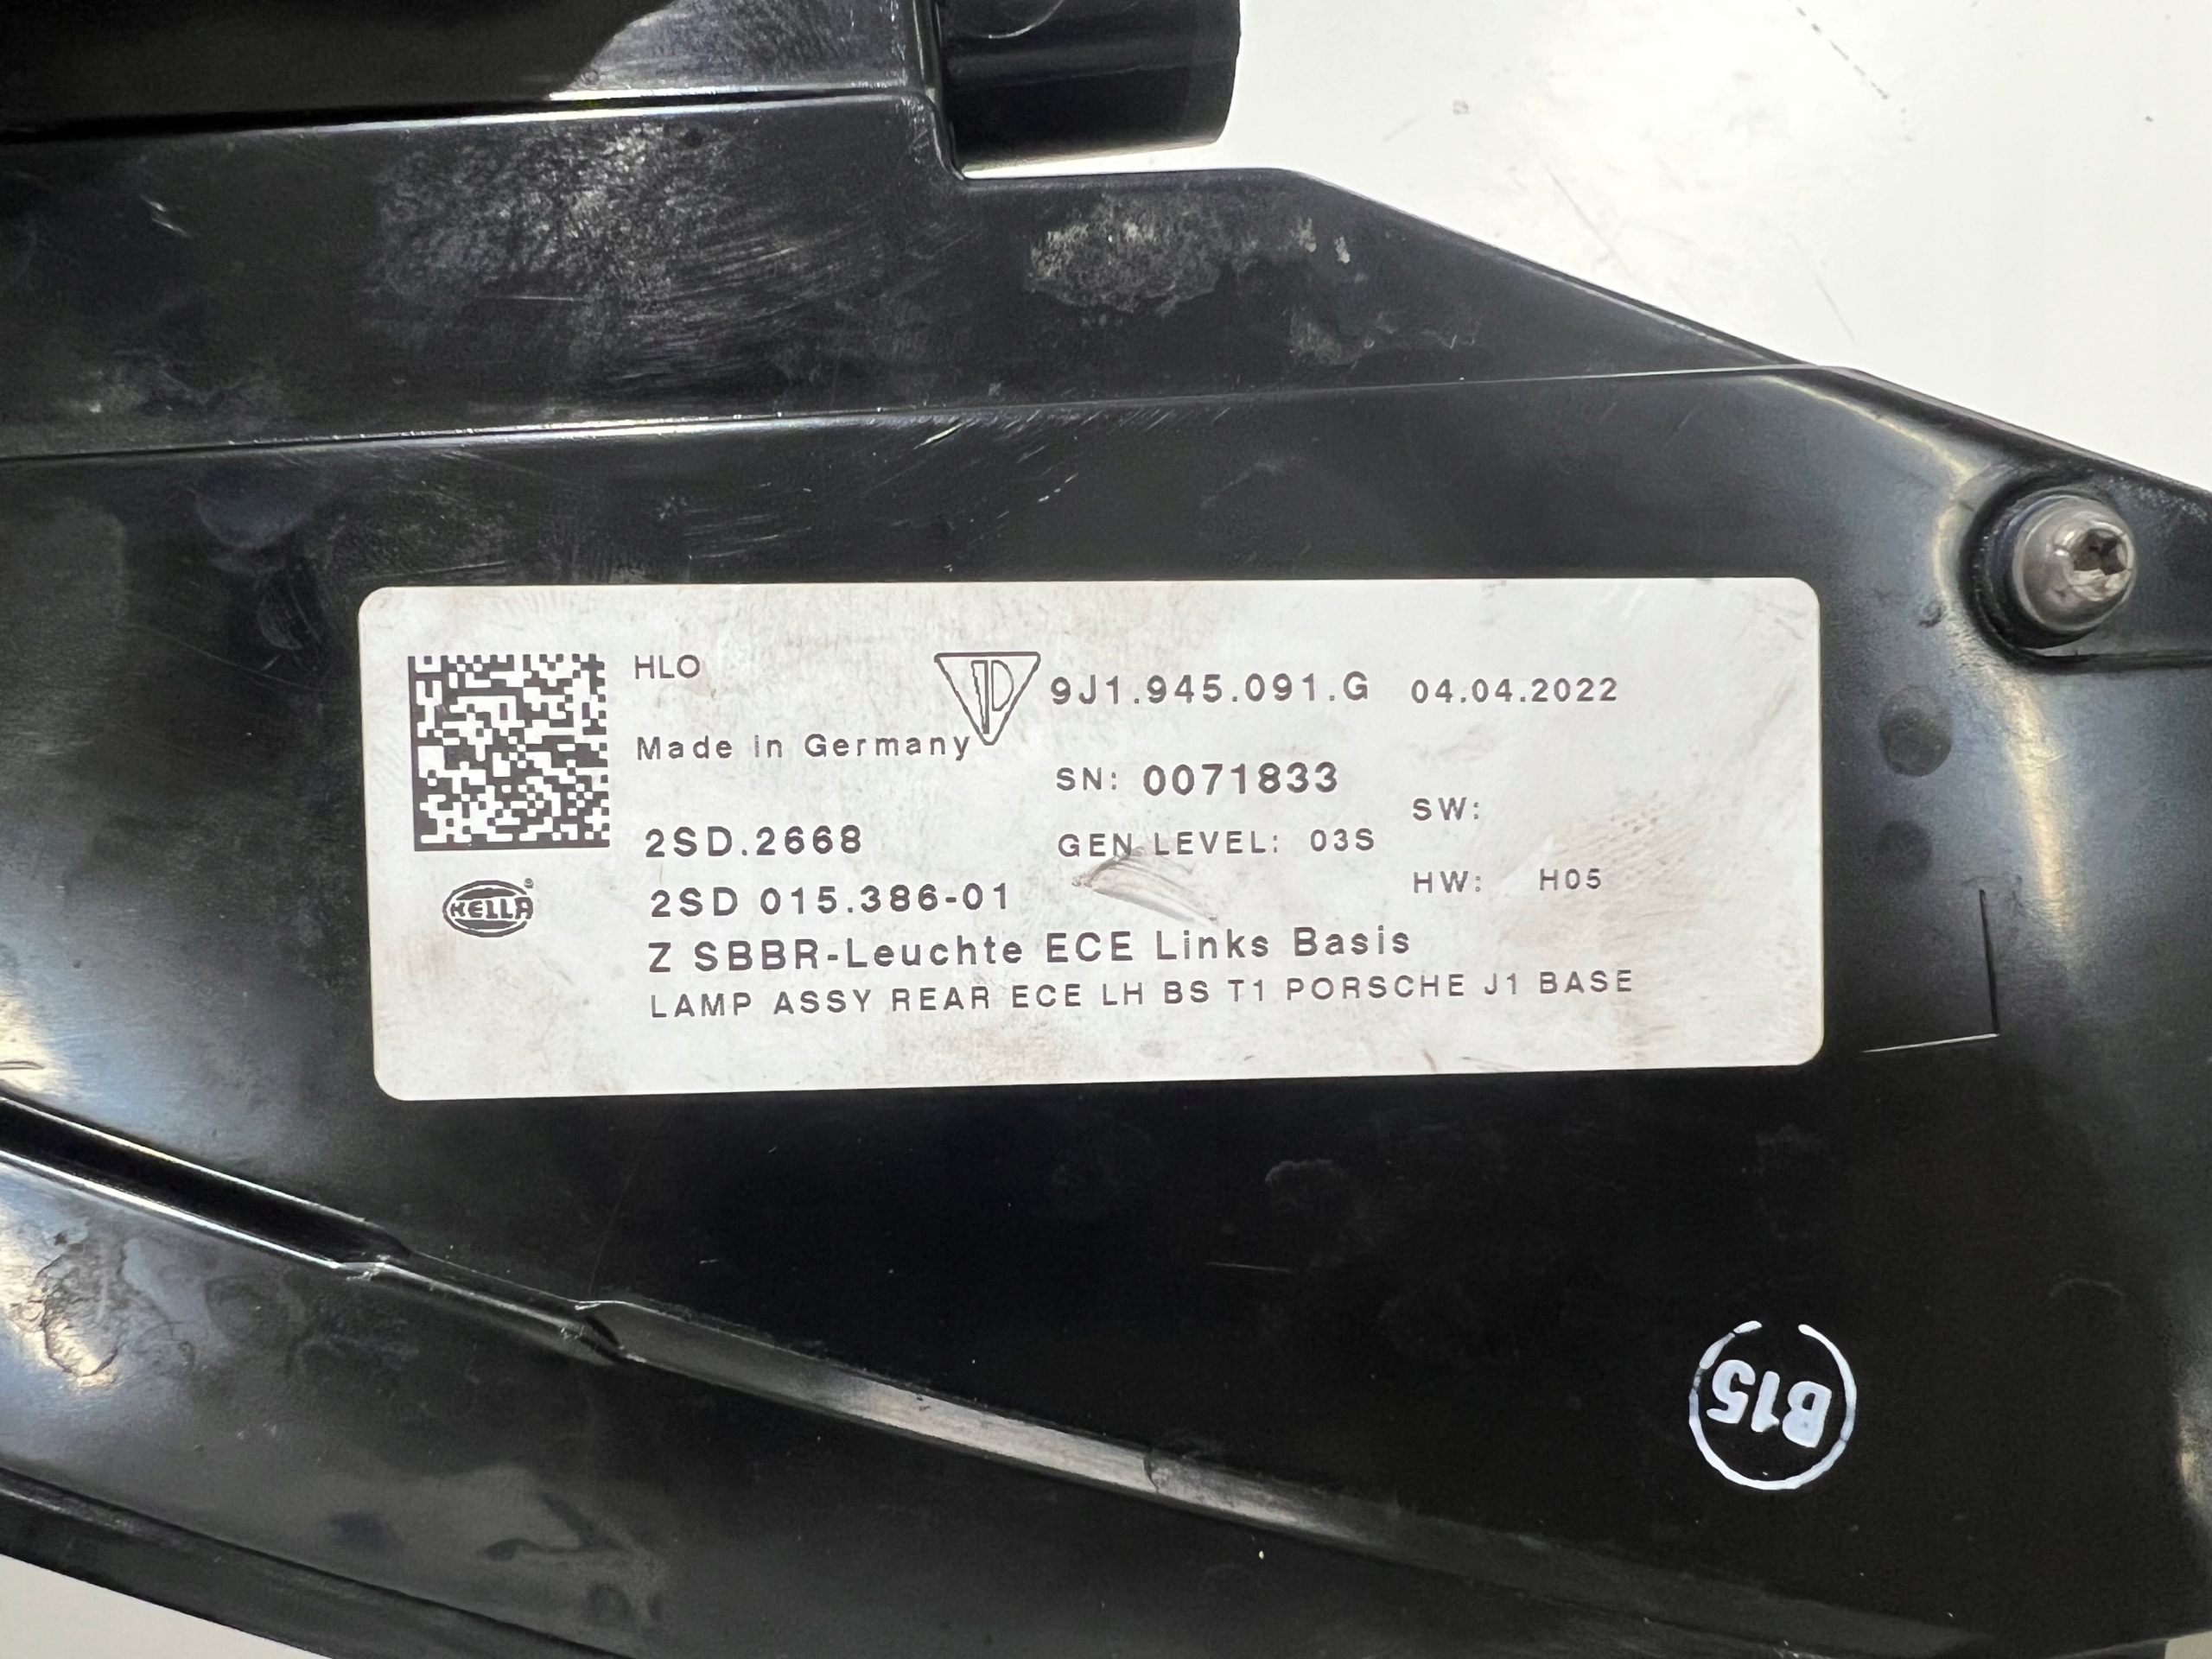 HLO
9J1.945.091.G 04.04.2022
Made in Germany
SN: 0071833
SW:
2SD.2668
GEN LEVEL: 03S
HW: H05
HELLA
2SD 015.386-01
Z SBBR-Leuchte ECE Links Basis
LAMP ASSY REAR ECE LH BS T1 PORSCHE J1 BASE
B15